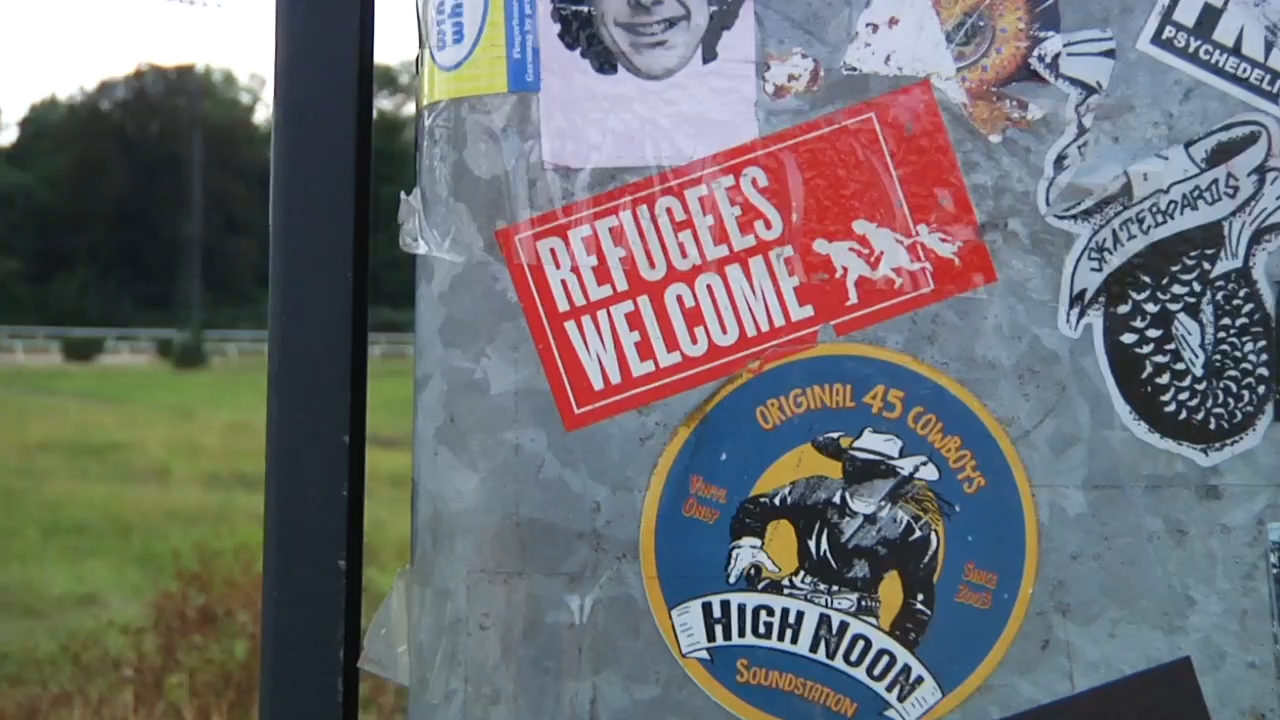 PSYCHEDELI
REFUGEES
WELCOME
SKATEBOARDS
ORIGINAL 45 COWBOYS
VINYL
ONLY
SINCE
2003
HIGH NOON
SOUNDSTATION